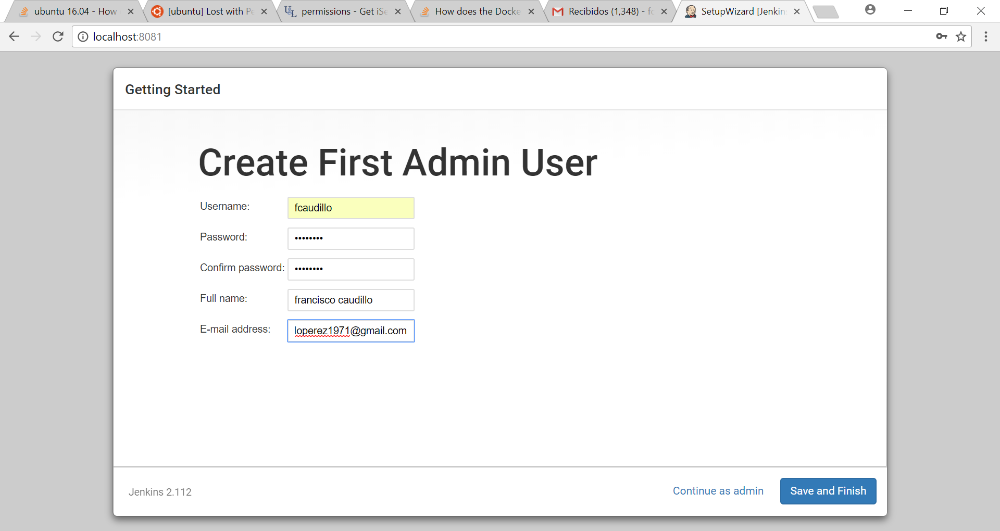 ubuntu 16.04 - How
[ubuntu] Lost with Pe
permissions - Get iSe
How does the Docke
Recibidos (1,348) - fc
SetupWizard [Jenkin
localhost:8081
Getting Started
Create First Admin User
Username: fcaudillo
Password: ••••••••
Confirm password: ••••••••
Full name: francisco caudillo
E-mail address: loperez1971@gmail.com
Jenkins 2.112
Continue as admin
Save and Finish